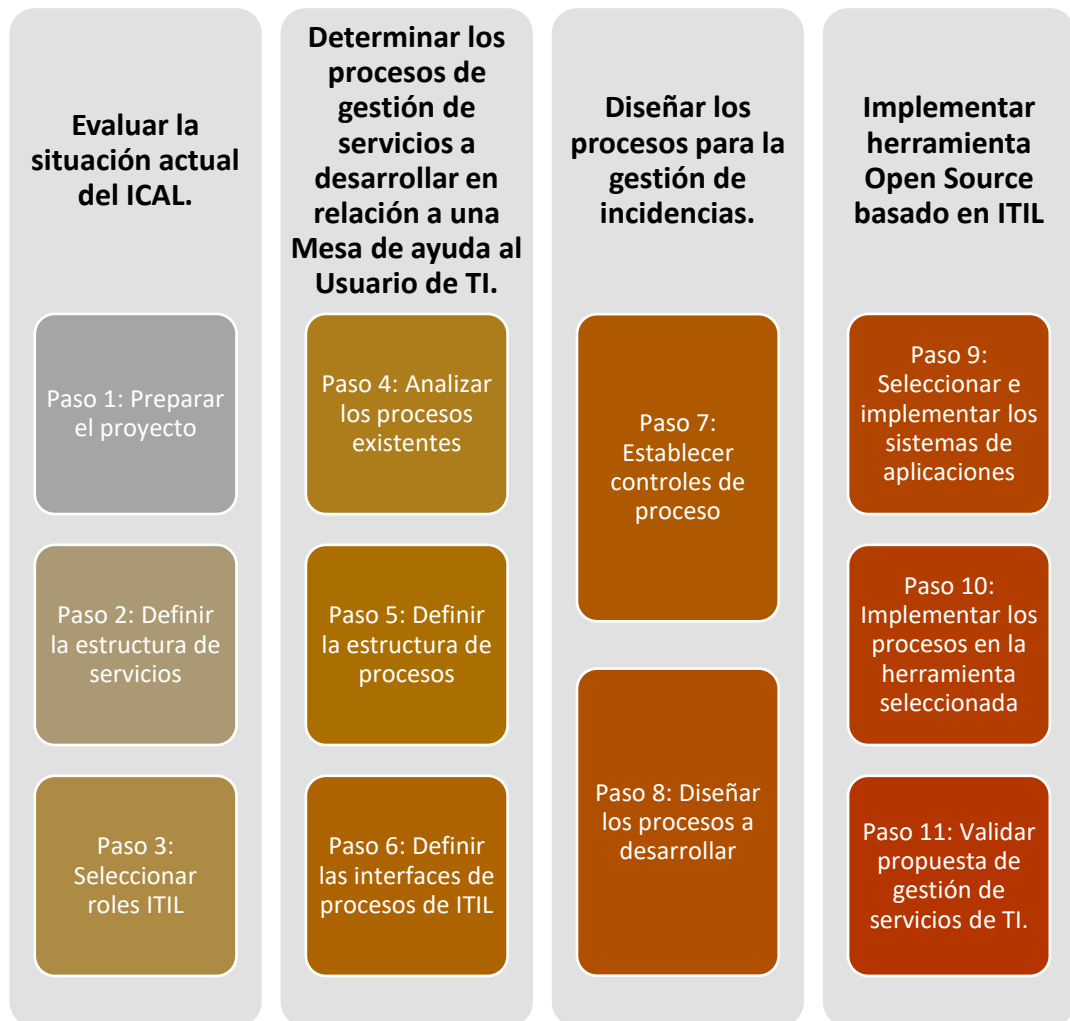 Evaluar la
situación actual
del ICAL.
Paso 1: Preparar
el proyecto
Paso 2: Definir
la estructura de
servicios
Paso 3:
Seleccionar
roles ITIL
Determinar los
procesos de
gestión de
servicios a
desarrollar en
relación a una
Mesa de ayuda al
Usuario de TI.
Paso 4: Analizar
los procesos
existentes
Paso 5: Definir
la estructura de
procesos
Paso 6: Definir
las interfaces de
procesos de ITIL
Diseñar los
procesos para la
gestión de
incidencias.
Paso 7:
Establecer
controles de
proceso
Paso 8: Diseñar
los procesos a
desarrollar
Implementar
herramienta
Open Source
basado en ITIL
Paso 9:
Seleccionar e
implementar los
sistemas de
aplicaciones
Paso 10:
Implementar los
procesos en la
herramienta
seleccionada
Paso 11: Validar
propuesta de
gestión de
servicios de TI.